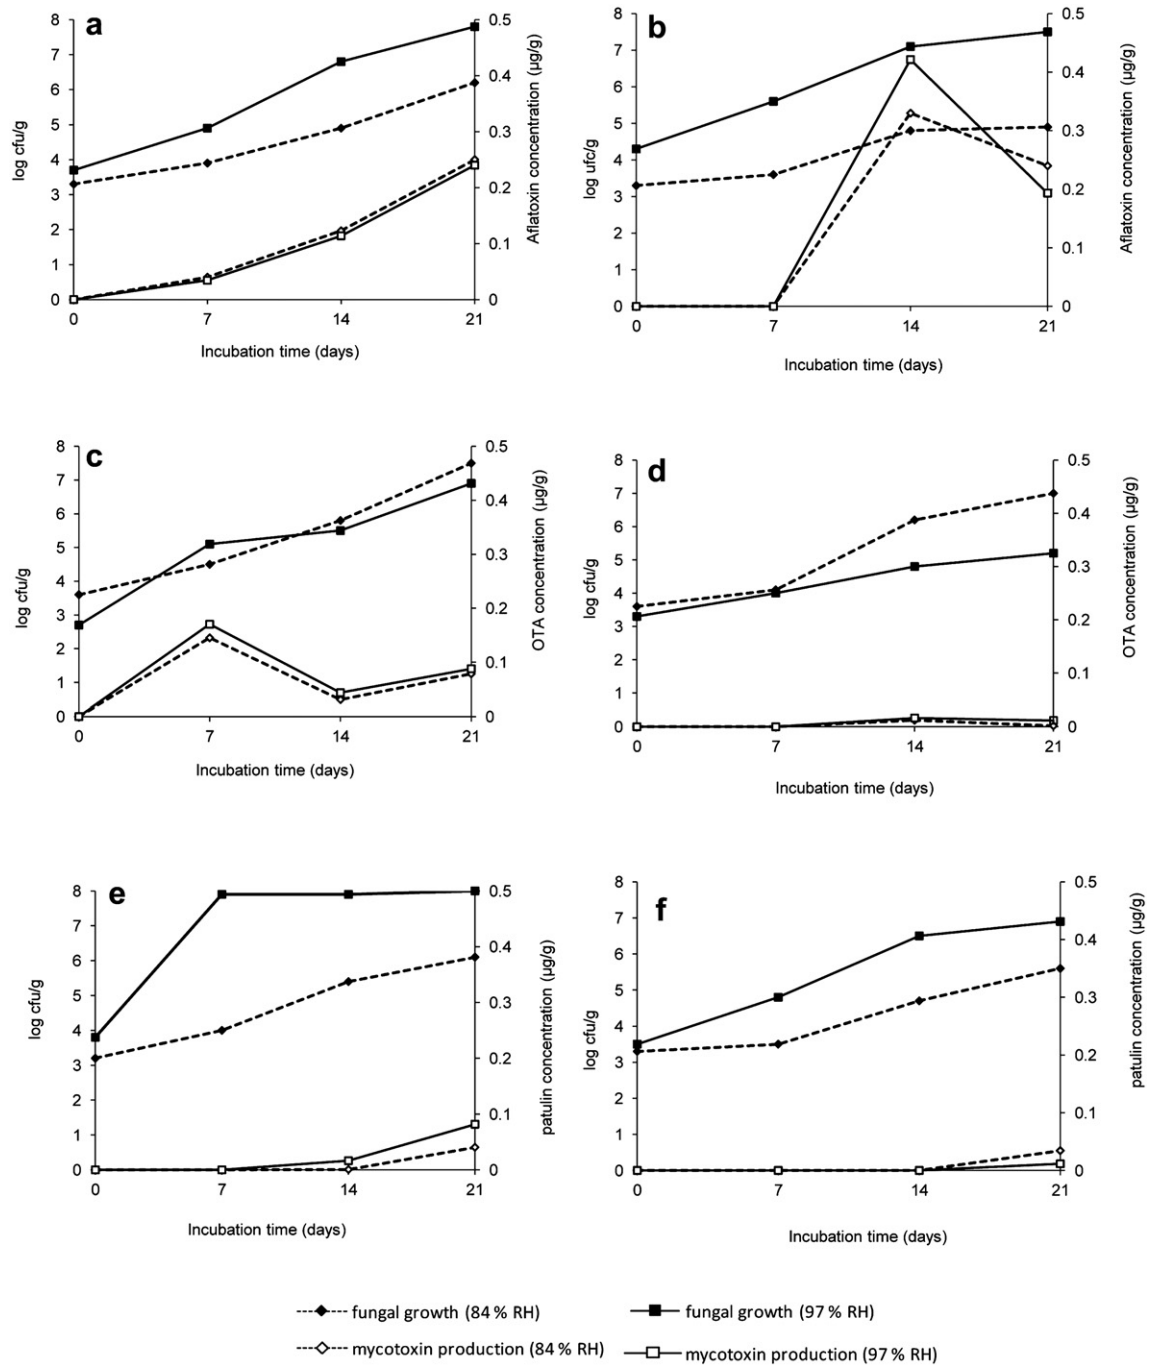 a
8
7
6
5
4
3
2
1
0
log cfu/g
0.5
0.4
0.3
0.2
0.1
0
Aflatoxin concentration (µg/g)
0 7 14 21
Incubation time (days)
b
8
7
6
5
4
3
2
1
0
log ufc/g
0.5
0.4
0.3
0.2
0.1
0
Aflatoxin concentration (µg/g)
0 7 14 21
Incubation time (days)
c
8
7
6
5
4
3
2
1
0
log cfu/g
0.5
0.4
0.3
0.2
0.1
0
OTA concentration (µg/g)
0 7 14 21
Incubation time (days)
d
8
7
6
5
4
3
2
1
0
log cfu/g
0.5
0.4
0.3
0.2
0.1
0
OTA concentration (µg/g)
0 7 14 21
Incubation time (days)
e
8
7
6
5
4
3
2
1
0
log cfu/g
0.5
0.4
0.3
0.2
0.1
0
patulin concentration (µg/g)
0 7 14 21
Incubation time (days)
f
8
7
6
5
4
3
2
1
0
log cfu/g
0.5
0.4
0.3
0.2
0.1
0
patulin concentration (µg/g)
0 7 14 21
Incubation time (days)
fungal growth (84 % RH)
fungal growth (97 % RH)
mycotoxin production (84 % RH)
mycotoxin production (97 % RH)